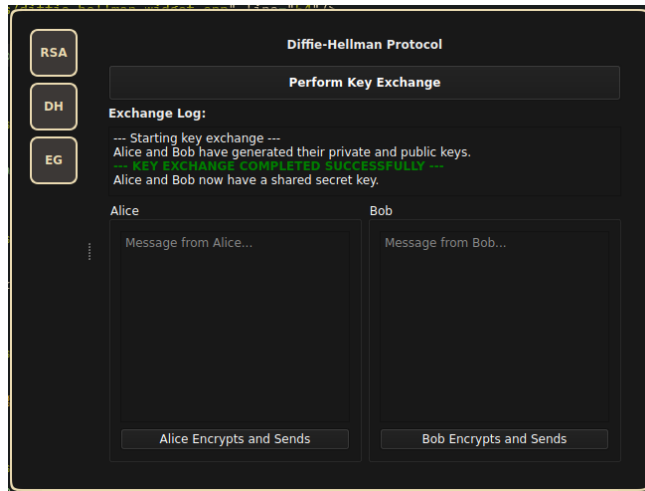 RSA
DH
EG
Diffie-Hellman Protocol
Perform Key Exchange
Exchange Log:
--- Starting key exchange ---
Alice and Bob have generated their private and public keys.
--- KEY EXCHANGE COMPLETED SUCCESSFULLY ---
Alice and Bob now have a shared secret key.
Alice
Bob
Message from Alice...
Message from Bob...
Alice Encrypts and Sends
Bob Encrypts and Sends